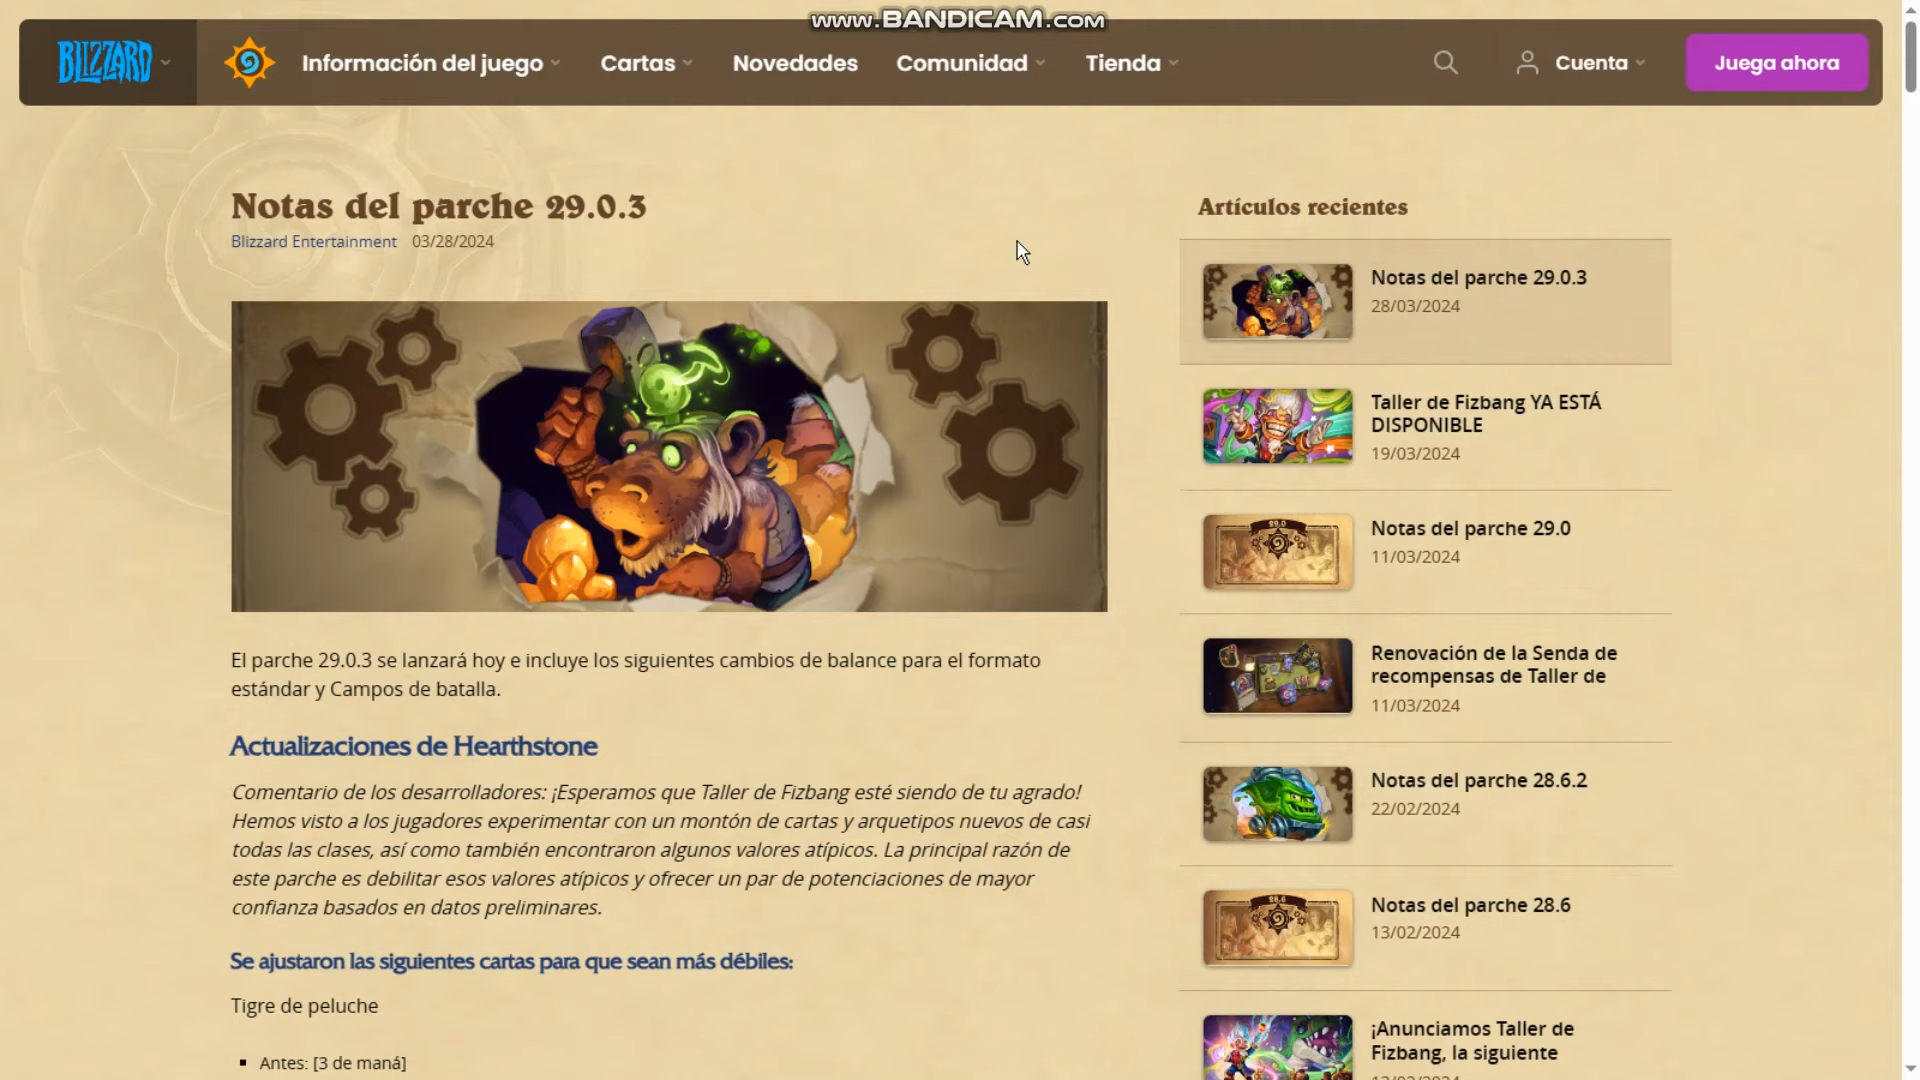 www.BANDICAM.com
BLIZZARD
Información del juego
Cartas
Novedades
Comunidad
Tienda
Cuenta
Juega ahora
Notas del parche 29.0.3
Blizzard Entertainment 03/28/2024
El parche 29.0.3 se lanzará hoy e incluye los siguientes cambios de balance para el formato
estándar y Campos de batalla.
Actualizaciones de Hearthstone
Comentario de los desarrolladores: ¡Esperamos que Taller de Fizbang esté siendo de tu agrado!
Hemos visto a los jugadores experimentar con un montón de cartas y arquetipos nuevos de casi
todas las clases, así como también encontraron algunos valores atípicos. La principal razón de
este parche es debilitar esos valores atípicos y ofrecer un par de potenciaciones de mayor
confianza basados en datos preliminares.
Se ajustaron las siguientes cartas para que sean más débiles:
Tigre de peluche
▪ Antes: [3 de maná]
Artículos recientes
Notas del parche 29.0.3
28/03/2024
Taller de Fizbang YA ESTÁ
DISPONIBLE
19/03/2024
29.0
Notas del parche 29.0
11/03/2024
Renovación de la Senda de
recompensas de Taller de
11/03/2024
Notas del parche 28.6.2
22/02/2024
28.6
Notas del parche 28.6
13/02/2024
¡Anunciamos Taller de
Fizbang, la siguiente